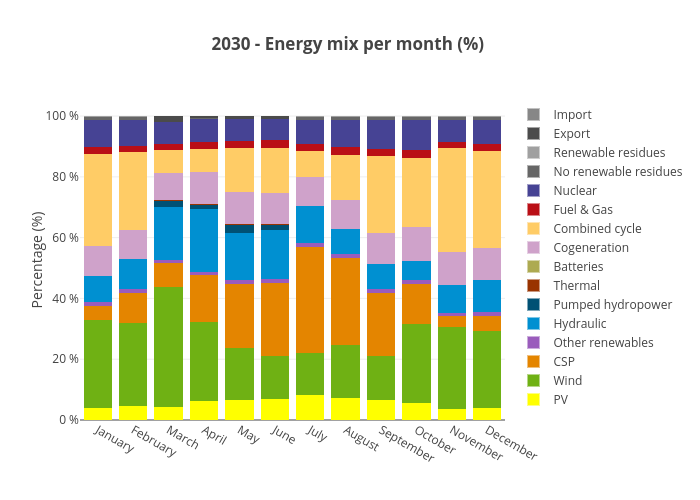 2030 - Energy mix per month (%)
100 %
80 %
60 %
40 %
20 %
0 %
Percentage (%)
January
February
March
April
May
June
July
August
September
October
November
December
Import
Export
Renewable residues
No renewable residues
Nuclear
Fuel & Gas
Combined cycle
Cogeneration
Batteries
Thermal
Pumped hydropower
Hydraulic
Other renewables
CSP
Wind
PV